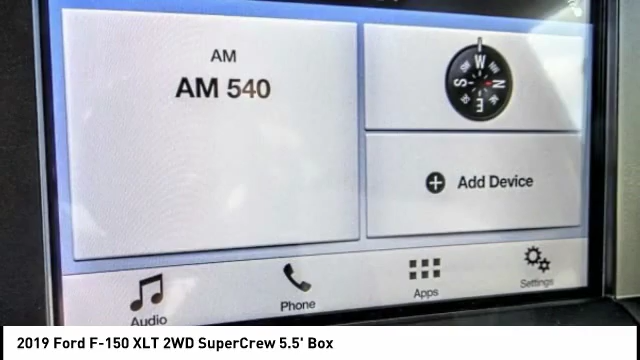 AM
AM 540
W
S
N
E
Add Device
Audio
Phone
Apps
Settings
2019 Ford F-150 XLT 2WD SuperCrew 5.5' Box